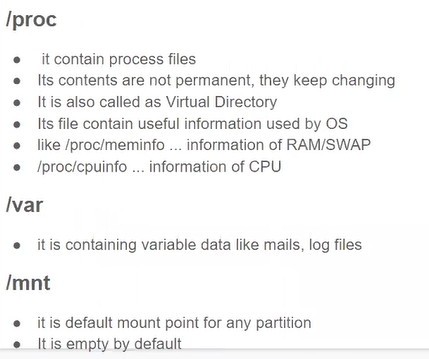 /proc
● it contain process files
● Its contents are not permanent, they keep changing
● It is also called as Virtual Directory
● Its file contain useful information used by OS
● like /proc/meminfo ... information of RAM/SWAP
● /proc/cpuinfo ... information of CPU
/var
● it is containing variable data like mails, log files
/mnt
● it is default mount point for any partition
● It is empty by default